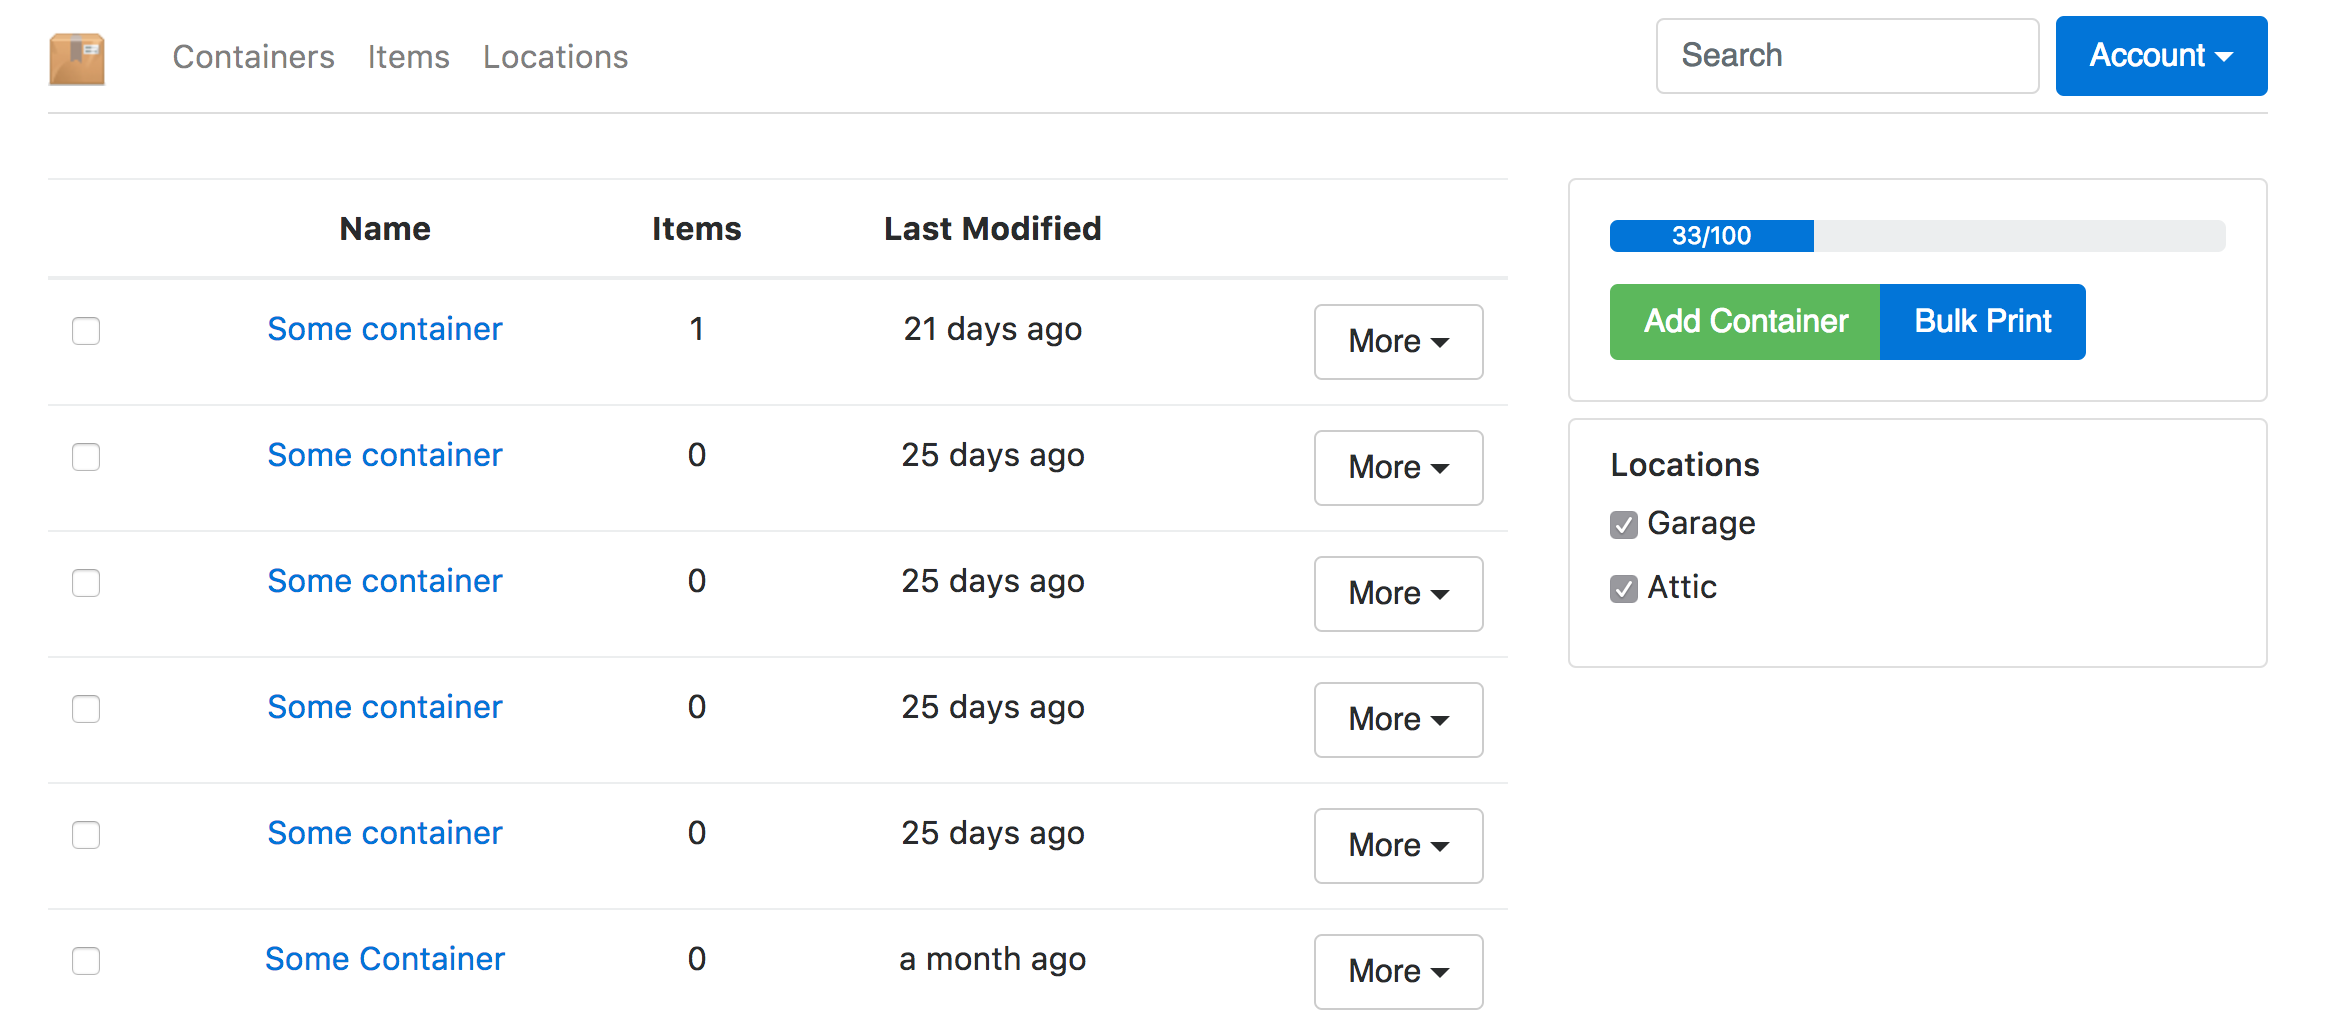 Containers Items Locations
Search
Account
Name Items Last Modified
Some container 1 21 days ago More
Some container 0 25 days ago More
Some container 0 25 days ago More
Some container 0 25 days ago More
Some container 0 25 days ago More
Some Container 0 a month ago More
33/100
Add Container Bulk Print
Locations
Garage
Attic